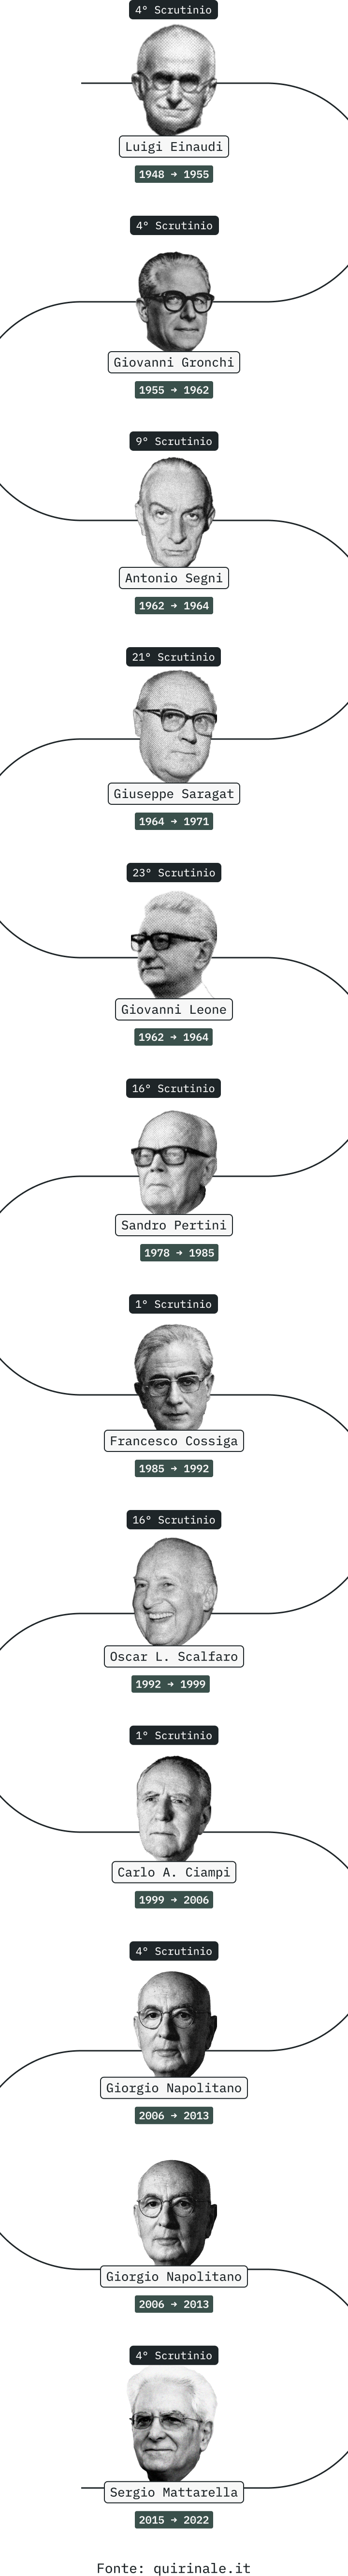 4° Scrutinio
Luigi Einaudi
1948 → 1955
4° Scrutinio
Giovanni Gronchi
1955 → 1962
9° Scrutinio
Antonio Segni
1962 → 1964
21° Scrutinio
Giuseppe Saragat
1964 → 1971
23° Scrutinio
Giovanni Leone
1962 → 1964
16° Scrutinio
Sandro Pertini
1978 → 1985
1° Scrutinio
Francesco Cossiga
1985 → 1992
16° Scrutinio
Oscar L. Scalfaro
1992 → 1999
1° Scrutinio
Carlo A. Ciampi
1999 → 2006
4° Scrutinio
Giorgio Napolitano
2006 → 2013
Giorgio Napolitano
2006 → 2013
4° Scrutinio
Sergio Mattarella
2015 → 2022
Fonte: quirinale.it